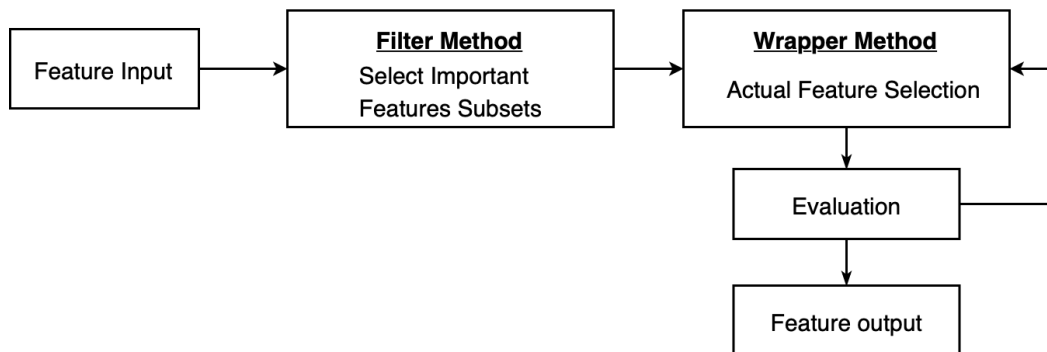 Feature Input
Filter Method
Select Important
Features Subsets
Wrapper Method
Actual Feature Selection
Evaluation
Feature output